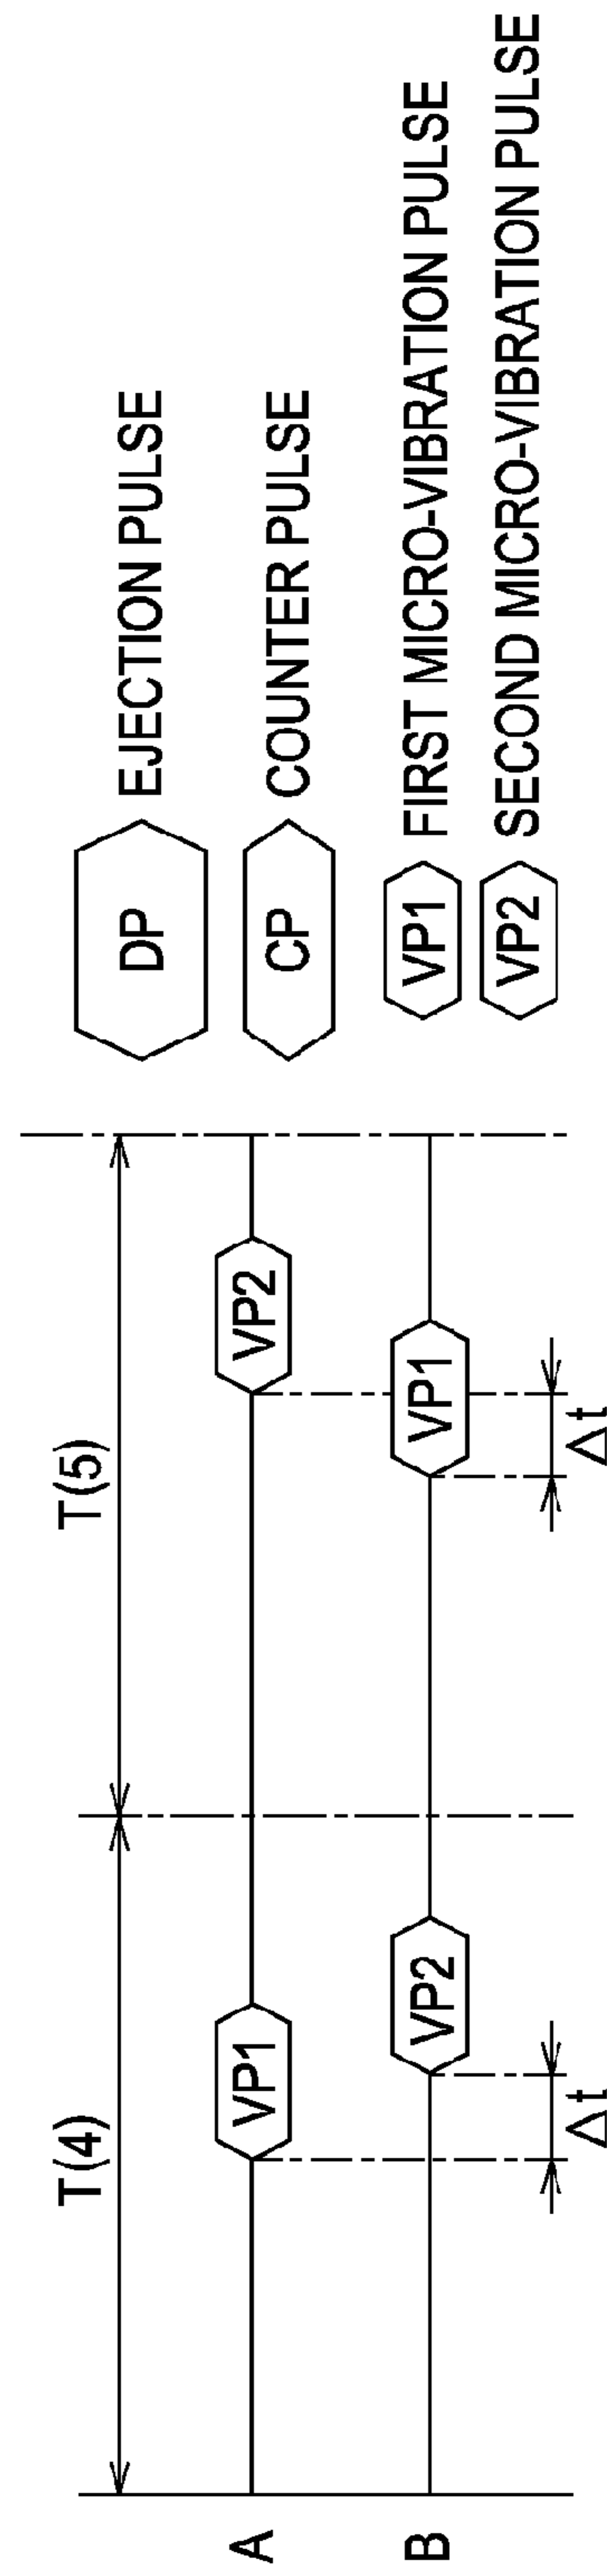 T(4)
T(5)
A
VP1
VP2
B
VP2
VP1
Δt
Δt
DP
EJECTION PULSE
CP
COUNTER PULSE
VP1
FIRST MICRO-VIBRATION PULSE
VP2
SECOND MICRO-VIBRATION PULSE